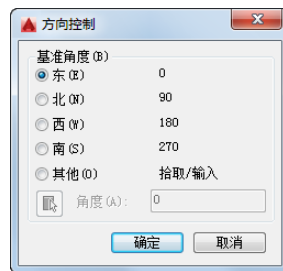 方向控制
基准角度(B)
东(E) 0
北(N) 90
西(W) 180
南(S) 270
其他(O) 拾取/输入
角度(A): 0
确定 取消